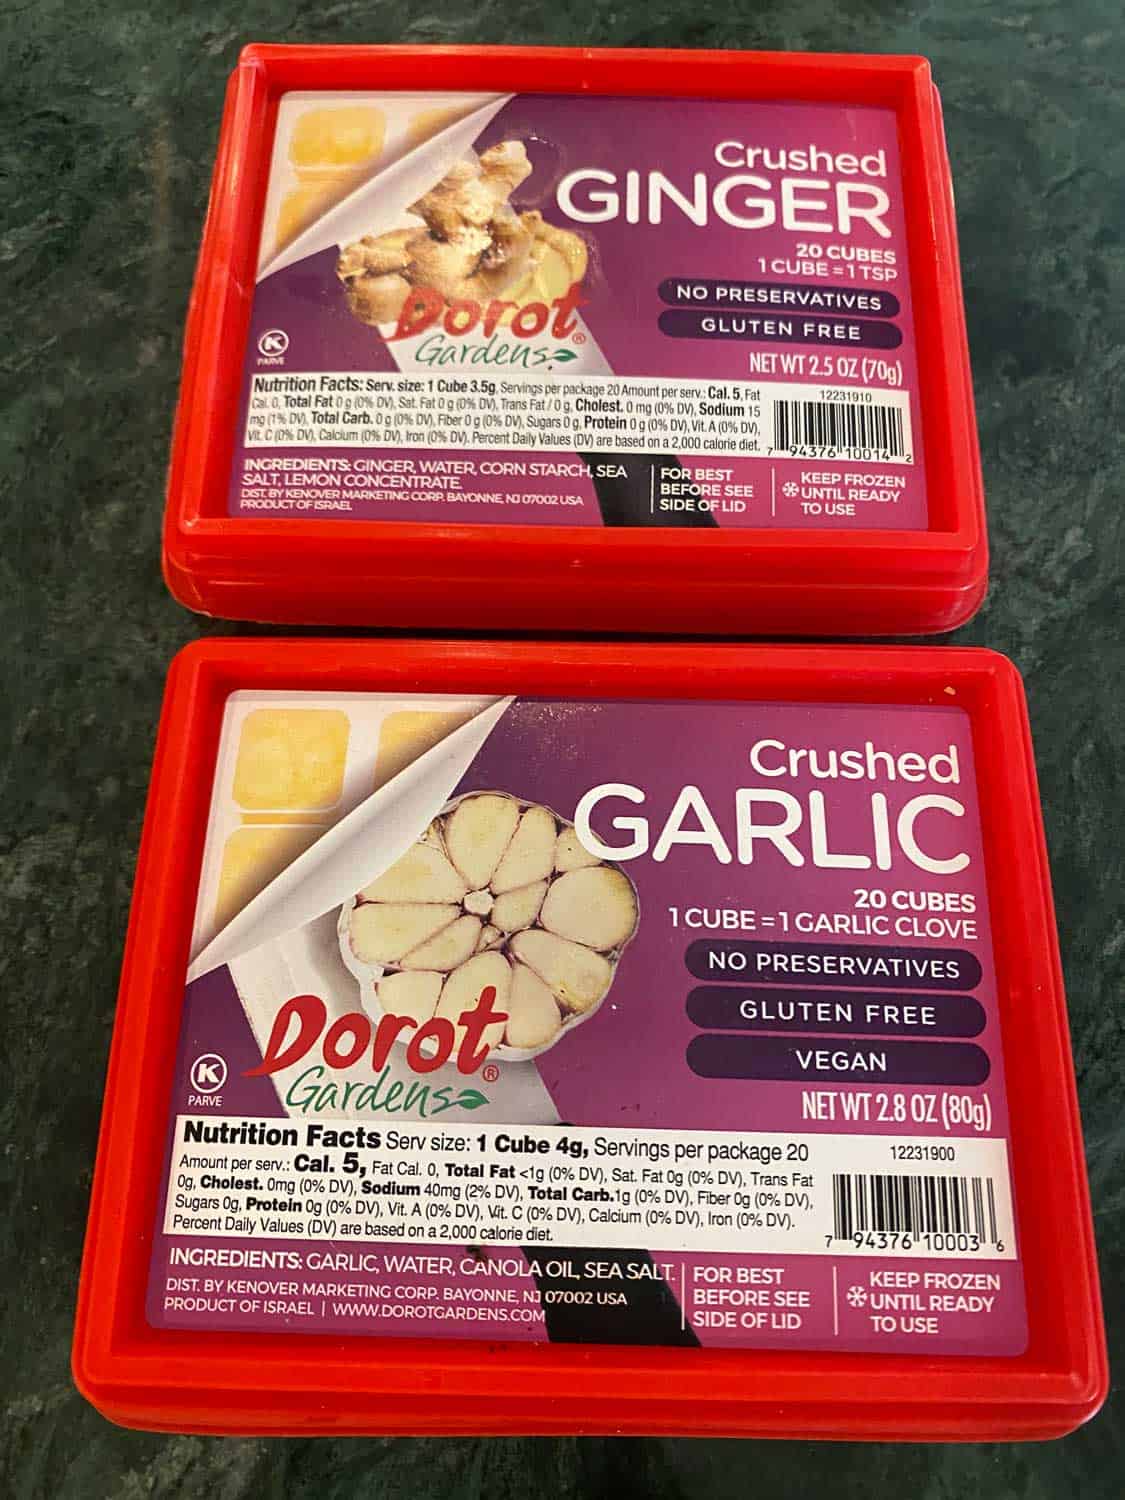 Crushed
GINGER
20 CUBES
1 CUBE = 1 TSP
NO PRESERVATIVES
GLUTEN FREE
Dorot®
Gardens
K
PARVE
NET WT 2.5 OZ (70g)
Nutrition Facts: Serv. size: 1 Cube 3.5g, Servings per package 20 Amount per serv.: Cal. 5, Fat
Cal. 0, Total Fat 0 g (0% DV), Sat. Fat 0 g (0% DV), Trans Fat / 0 g, Cholest. 0 mg (0% DV), Sodium 15
mg (1% DV), Total Carb. 0 g (0% DV), Fiber 0 g (0% DV), Sugars 0 g, Protein 0 g (0% DV), Vit. A (0% DV),
Vit. C (0% DV), Calcium (0% DV), Iron (0% DV). Percent Daily Values (DV) are based on a 2,000 calorie diet.
12231910
7 94376 10014 2
INGREDIENTS: GINGER, WATER, CORN STARCH, SEA
SALT, LEMON CONCENTRATE.
DIST. BY KENOVER MARKETING CORP. BAYONNE, NJ 07002 USA
PRODUCT OF ISRAEL
FOR BEST
BEFORE SEE
SIDE OF LID
KEEP FROZEN
UNTIL READY
TO USE
Crushed
GARLIC
20 CUBES
1 CUBE = 1 GARLIC CLOVE
NO PRESERVATIVES
GLUTEN FREE
VEGAN
Dorot®
Gardens
K
PARVE
NET WT 2.8 OZ (80g)
Nutrition Facts Serv size: 1 Cube 4g, Servings per package 20
Amount per serv.: Cal. 5, Fat Cal. 0, Total Fat <1g (0% DV), Sat. Fat 0g (0% DV), Trans Fat
0g, Cholest. 0mg (0% DV), Sodium 40mg (2% DV), Total Carb.1g (0% DV), Fiber 0g (0% DV),
Sugars 0g, Protein 0g (0% DV), Vit. A (0% DV), Vit. C (0% DV), Calcium (0% DV), Iron (0% DV).
Percent Daily Values (DV) are based on a 2,000 calorie diet.
12231900
7 94376 10003 6
INGREDIENTS: GARLIC, WATER, CANOLA OIL, SEA SALT.
DIST. BY KENOVER MARKETING CORP. BAYONNE, NJ 07002 USA
PRODUCT OF ISRAEL | WWW.DOROTGARDENS.COM
FOR BEST
BEFORE SEE
SIDE OF LID
KEEP FROZEN
UNTIL READY
TO USE